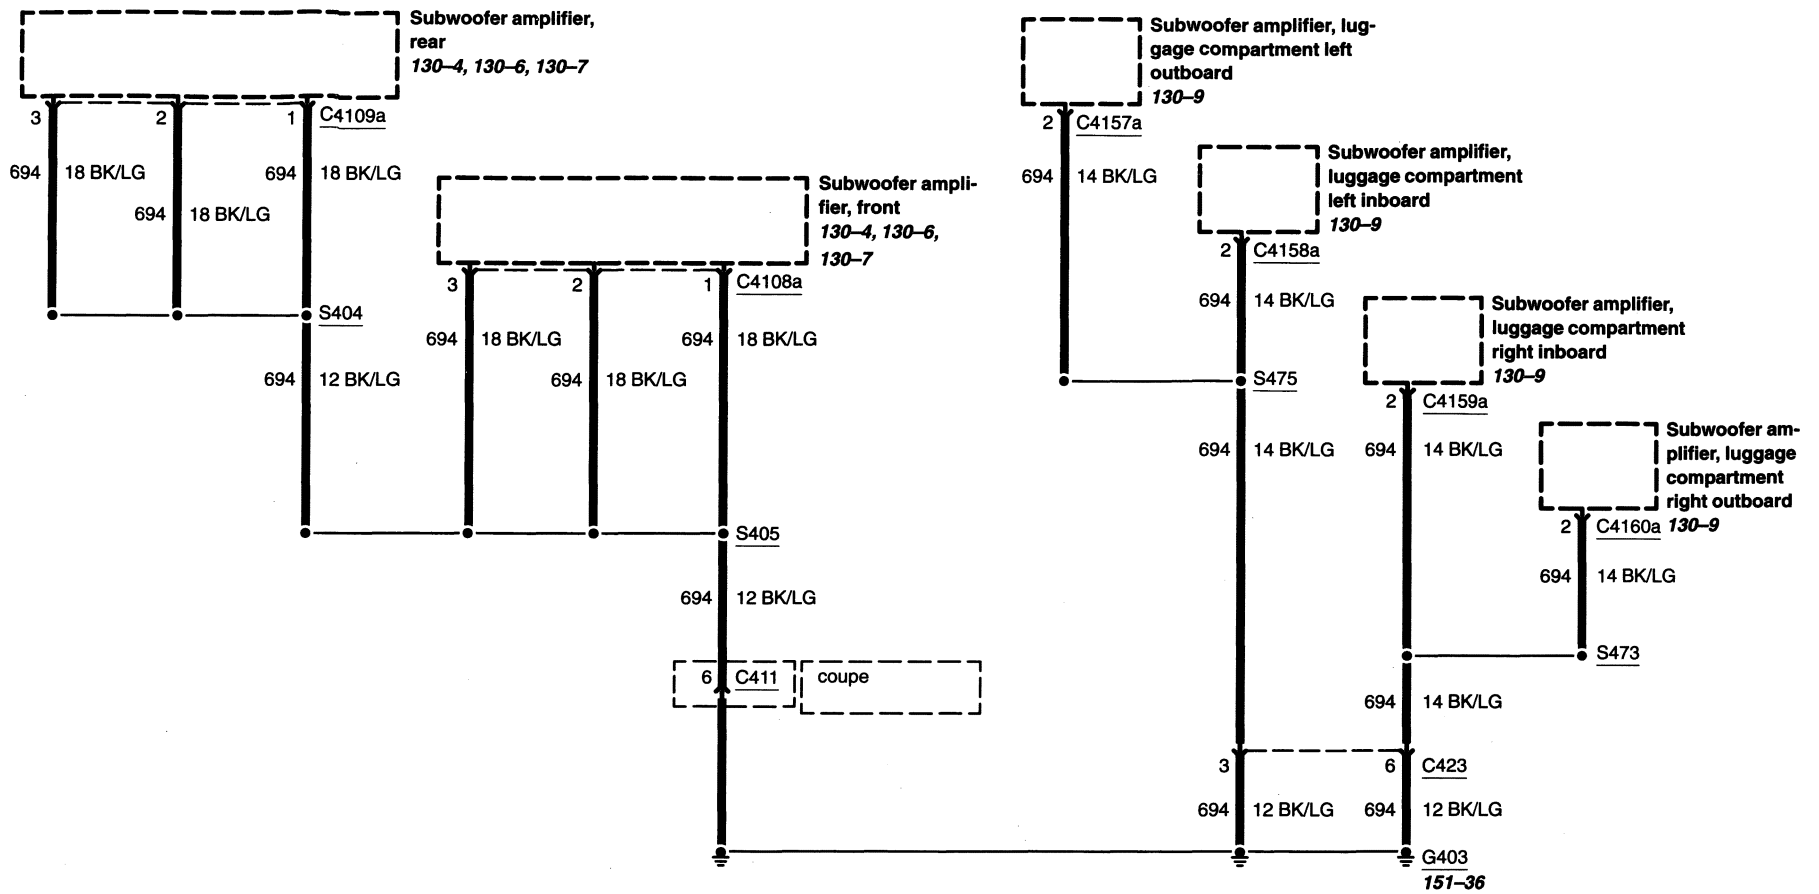 Subwoofer amplifier,
rear
130–4, 130–6, 130–7
3
2
1
C4109a
694
18 BK/LG
694
18 BK/LG
694
18 BK/LG
S404
694
12 BK/LG
Subwoofer ampli-
fier, front
130–4, 130–6,
130–7
3
2
1
C4108a
694
18 BK/LG
694
18 BK/LG
694
18 BK/LG
S405
694
12 BK/LG
6
C411
coupe
Subwoofer amplifier, lug-
gage compartment left
outboard
130–9
2
C4157a
694
14 BK/LG
Subwoofer amplifier,
luggage compartment
left inboard
130–9
2
C4158a
694
14 BK/LG
S475
694
14 BK/LG
Subwoofer amplifier,
luggage compartment
right inboard
130–9
2
C4159a
694
14 BK/LG
Subwoofer am-
plifier, luggage
compartment
right outboard
130–9
2
C4160a
694
14 BK/LG
S473
694
14 BK/LG
3
6
C423
694
12 BK/LG
694
12 BK/LG
G403
151–36